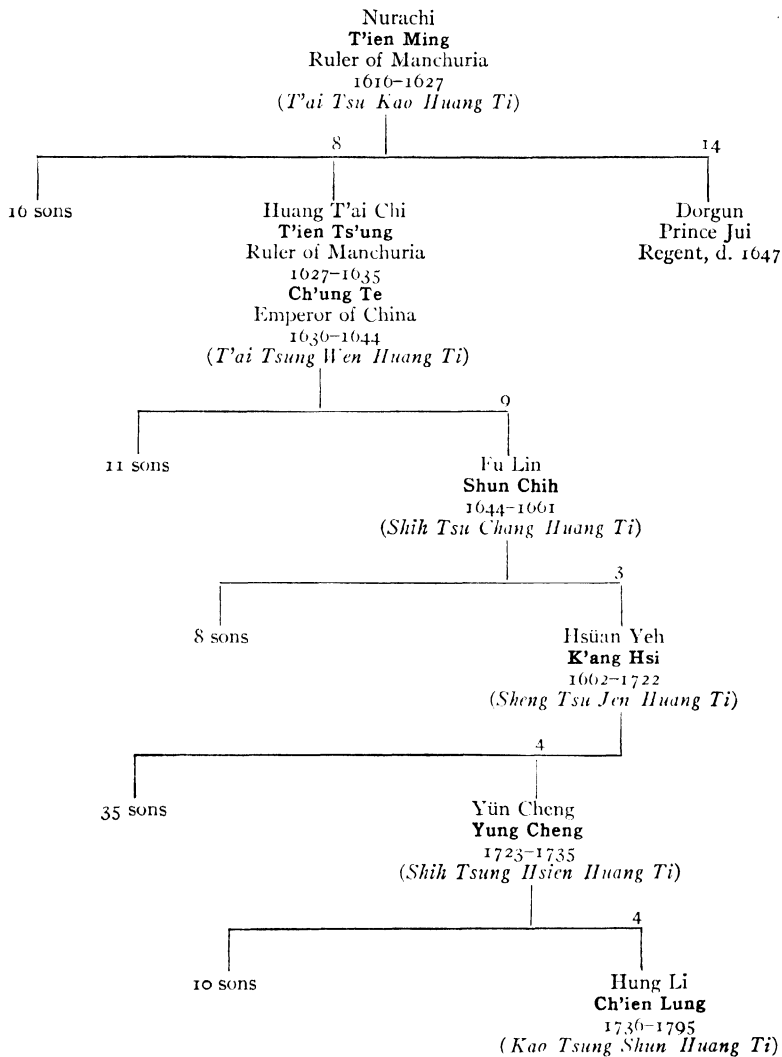 Nurachi
T'ien Ming
Ruler of Manchuria
1616–1627
(T'ai Tsu Kao Huang Ti)
8
14
16 sons
Huang T'ai Chi
T'ien Ts'ung
Ruler of Manchuria
1627–1635
Ch'ung Te
Emperor of China
1636–1644
(T'ai Tsung Wen Huang Ti)
Dorgun
Prince Jui
Regent, d. 1647
9
11 sons
Fu Lin
Shun Chih
1644–1661
(Shih Tsu Chang Huang Ti)
3
8 sons
Hsüan Yeh
K'ang Hsi
1662–1722
(Sheng Tsu Jen Huang Ti)
4
35 sons
Yün Cheng
Yung Cheng
1723–1735
(Shih Tsung Hsien Huang Ti)
4
10 sons
Hung Li
Ch'ien Lung
1736–1795
(Kao Tsung Shun Huang Ti)